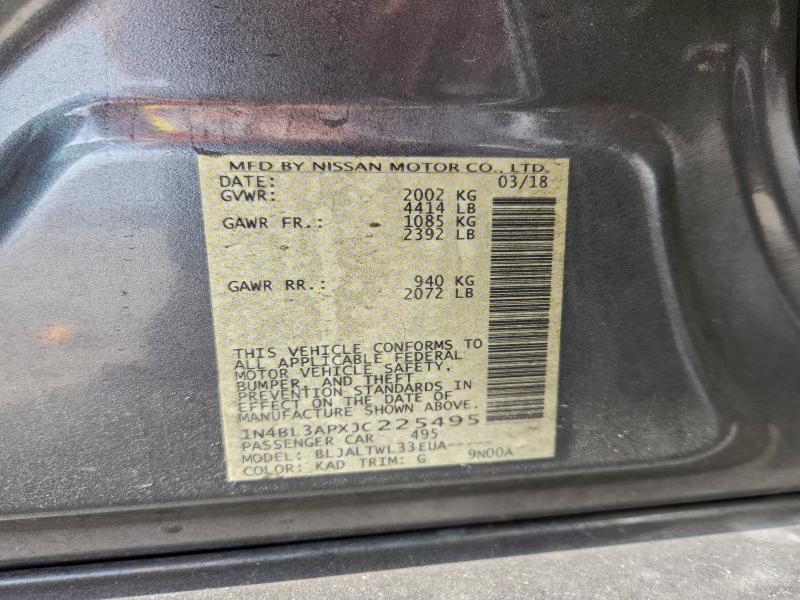 MFD BY NISSAN MOTOR CO., LTD.
DATE: 03/18
GVWR: 2002 KG
4414 LB
GAWR FR.: 1085 KG
2392 LB
GAWR RR.: 940 KG
2072 LB
THIS VEHICLE CONFORMS TO
ALL APPLICABLE FEDERAL
MOTOR VEHICLE SAFETY,
BUMPER, AND THEFT
PREVENTION STANDARDS IN
EFFECT ON THE DATE OF
MANUFACTURE SHOWN ABOVE.
1N4BL3APXJC225495
PASSENGER CAR 495
MODEL: BLJALTWL33EUA-----
COLOR: KAD TRIM: G 9N00A